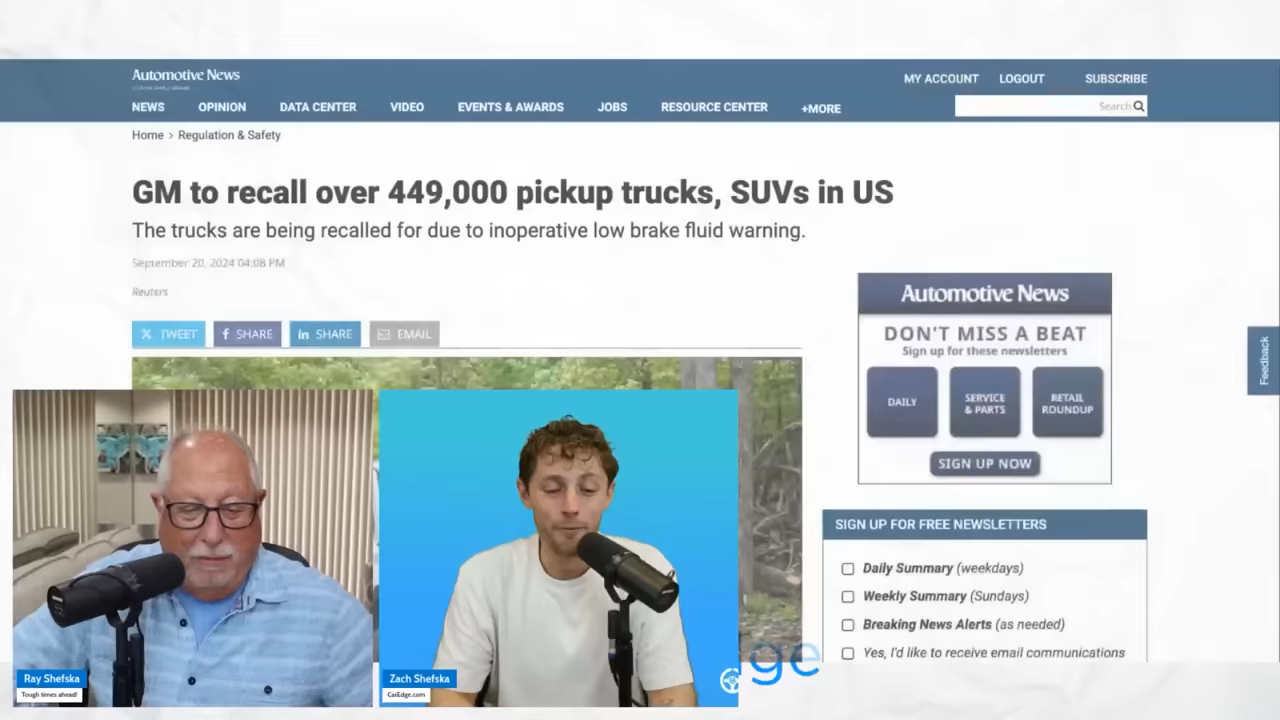 Automotive News
MY ACCOUNT LOGOUT SUBSCRIBE
NEWS OPINION DATA CENTER VIDEO EVENTS & AWARDS JOBS RESOURCE CENTER +MORE
Search
Home > Regulation & Safety
GM to recall over 449,000 pickup trucks, SUVs in US
The trucks are being recalled for due to inoperative low brake fluid warning.
September 20, 2024 04:08 PM
Reuters
TWEET SHARE SHARE EMAIL
Automotive News
DON'T MISS A BEAT
Sign up for these newsletters
DAILY
SERVICE
& PARTS
RETAIL
ROUNDUP
SIGN UP NOW
Feedback
SIGN UP FOR FREE NEWSLETTERS
Daily Summary (weekdays)
Weekly Summary (Sundays)
Breaking News Alerts (as needed)
Yes, I'd like to receive email communications
ge
Ray Shefska
Tough times ahead!
Zach Shefska
CarEdge.com